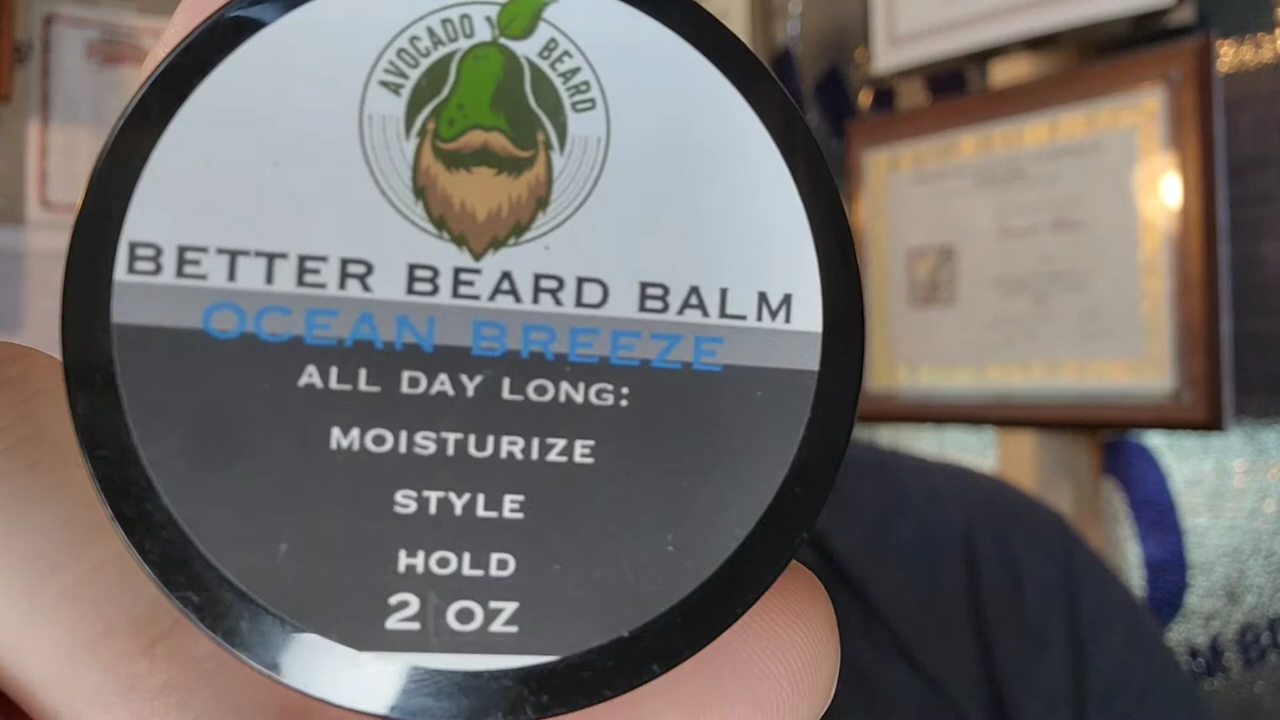 AVOCADO BEARD
BETTER BEARD BALM
OCEAN BREEZE
ALL DAY LONG:
MOISTURIZE
STYLE
HOLD
2 OZ